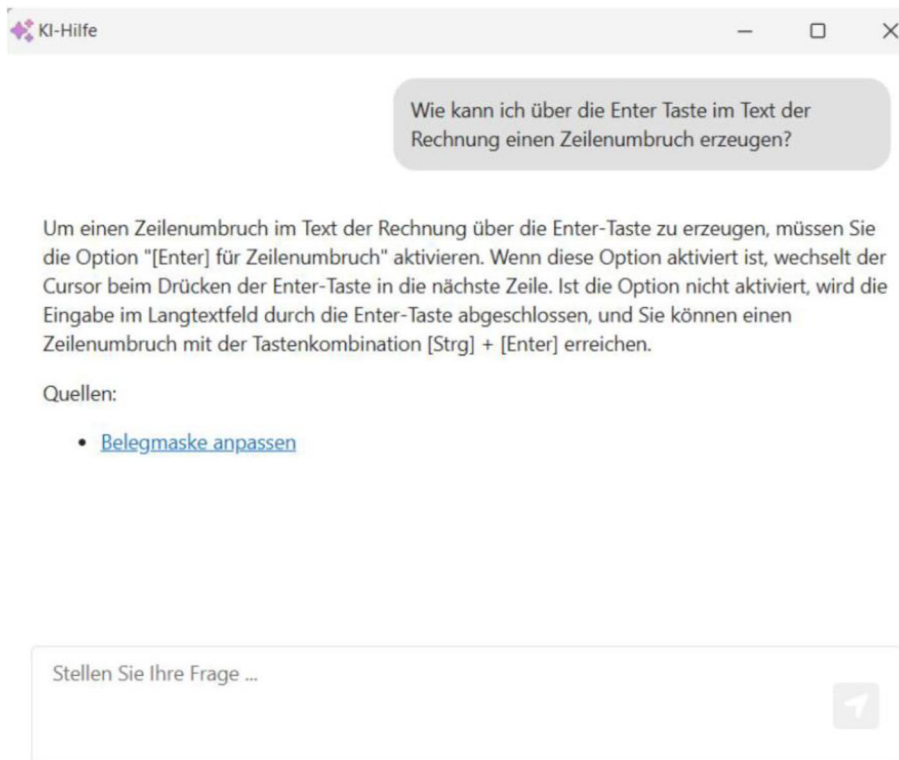 KI-Hilfe
Wie kann ich über die Enter Taste im Text der
Rechnung einen Zeilenumbruch erzeugen?
Um einen Zeilenumbruch im Text der Rechnung über die Enter-Taste zu erzeugen, müssen Sie
die Option "[Enter] für Zeilenumbruch" aktivieren. Wenn diese Option aktiviert ist, wechselt der
Cursor beim Drücken der Enter-Taste in die nächste Zeile. Ist die Option nicht aktiviert, wird die
Eingabe im Langtextfeld durch die Enter-Taste abgeschlossen, und Sie können einen
Zeilenumbruch mit der Tastenkombination [Strg] + [Enter] erreichen.
Quellen:
• Belegmaske anpassen
Stellen Sie Ihre Frage ...